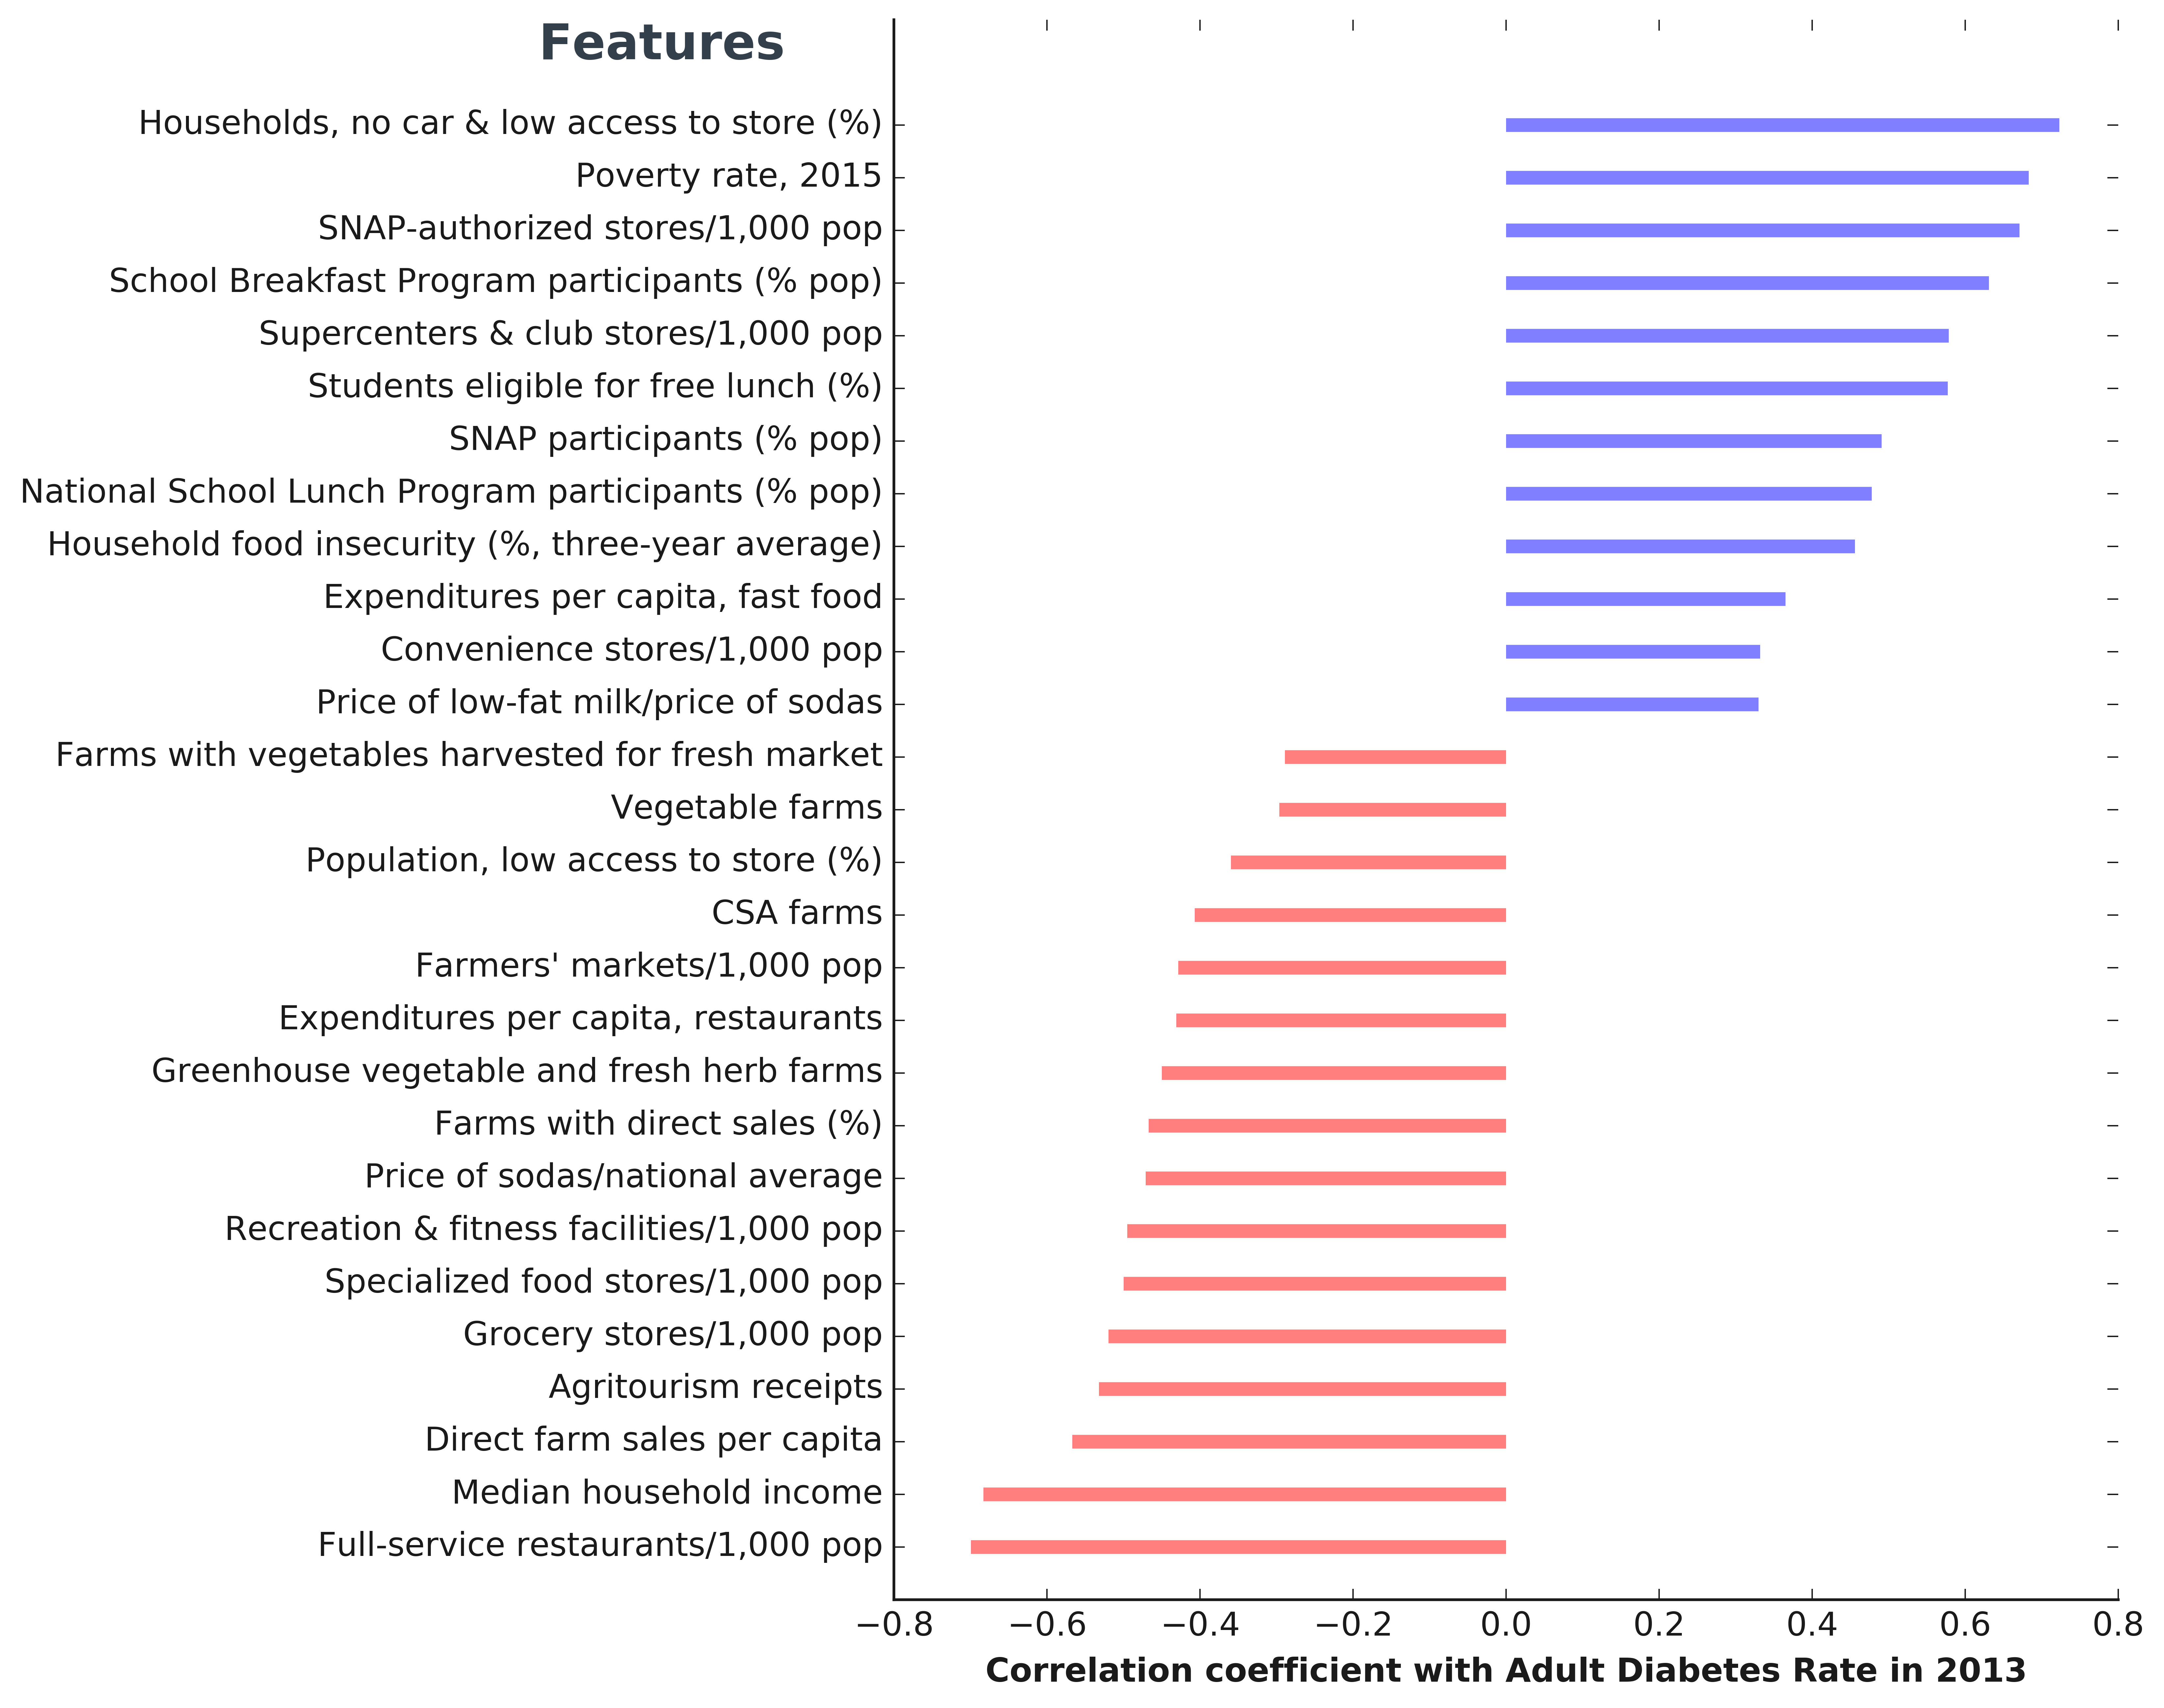 Features
Households, no car & low access to store (%)
Poverty rate, 2015
SNAP-authorized stores/1,000 pop
School Breakfast Program participants (% pop)
Supercenters & club stores/1,000 pop
Students eligible for free lunch (%)
SNAP participants (% pop)
National School Lunch Program participants (% pop)
Household food insecurity (%, three-year average)
Expenditures per capita, fast food
Convenience stores/1,000 pop
Price of low-fat milk/price of sodas
Farms with vegetables harvested for fresh market
Vegetable farms
Population, low access to store (%)
CSA farms
Farmers' markets/1,000 pop
Expenditures per capita, restaurants
Greenhouse vegetable and fresh herb farms
Farms with direct sales (%)
Price of sodas/national average
Recreation & fitness facilities/1,000 pop
Specialized food stores/1,000 pop
Grocery stores/1,000 pop
Agritourism receipts
Direct farm sales per capita
Median household income
Full-service restaurants/1,000 pop
−0.8 −0.6 −0.4 −0.2 0.0 0.2 0.4 0.6 0.8
Correlation coefficient with Adult Diabetes Rate in 2013